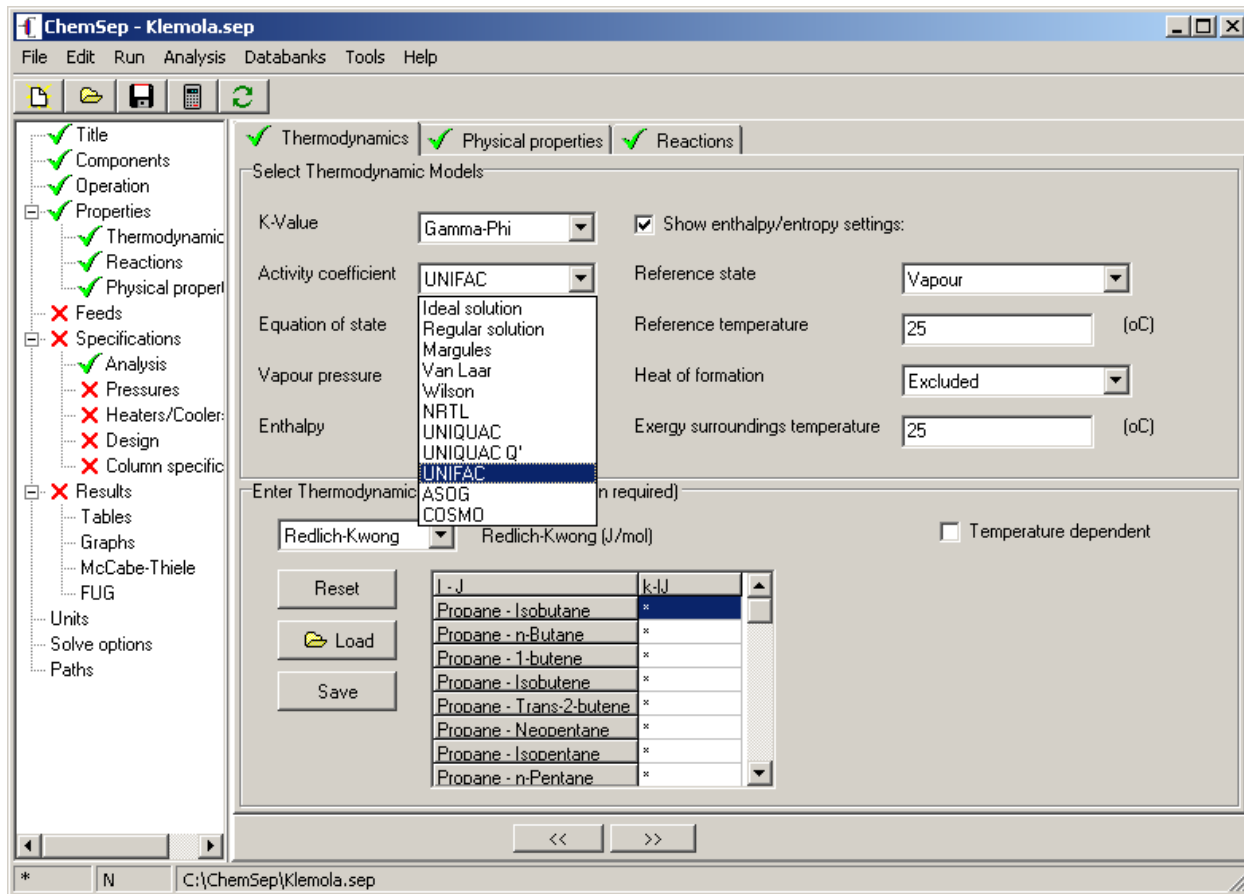 ChemSep - Klemola.sep
File Edit Run Analysis Databanks Tools Help
Title
Components
Operation
Properties
Thermodynamic
Reactions
Physical propert
Feeds
Specifications
Analysis
Pressures
Heaters/Coolers
Design
Column specific
Results
Tables
Graphs
McCabe-Thiele
FUG
Units
Solve options
Paths
Thermodynamics Physical properties Reactions
Select Thermodynamic Models
K-Value Gamma-Phi Show enthalpy/entropy settings:
Activity coefficient UNIFAC Reference state Vapour
Equation of state Reference temperature 25 (oC)
Vapour pressure Heat of formation Excluded
Enthalpy Exergy surroundings temperature 25 (oC)
Ideal solution
Regular solution
Margules
Van Laar
Wilson
NRTL
UNIQUAC
UNIQUAC Q'
UNIFAC
ASOG
COSMO
Enter Thermodynamic n required)
Redlich-Kwong Redlich-Kwong (J/mol) Temperature dependent
Reset
Load
Save
I - J k-IJ
Propane - Isobutane *
Propane - n-Butane *
Propane - 1-butene *
Propane - Isobutene *
Propane - Trans-2-butene *
Propane - Neopentane *
Propane - Isopentane *
Propane - n-Pentane *
<< >>
* N C:\ChemSep\Klemola.sep